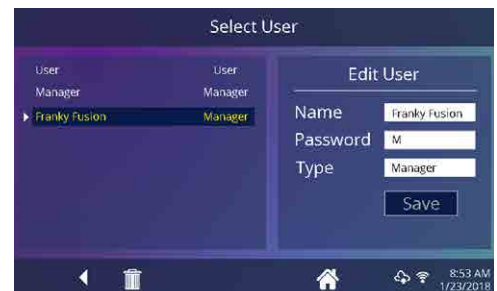 Select User
User User
Manager Manager
Franky Fusion Manager
Edit User
Name Franky Fusion
Password M
Type Manager
Save
8:53 AM
1/23/2018